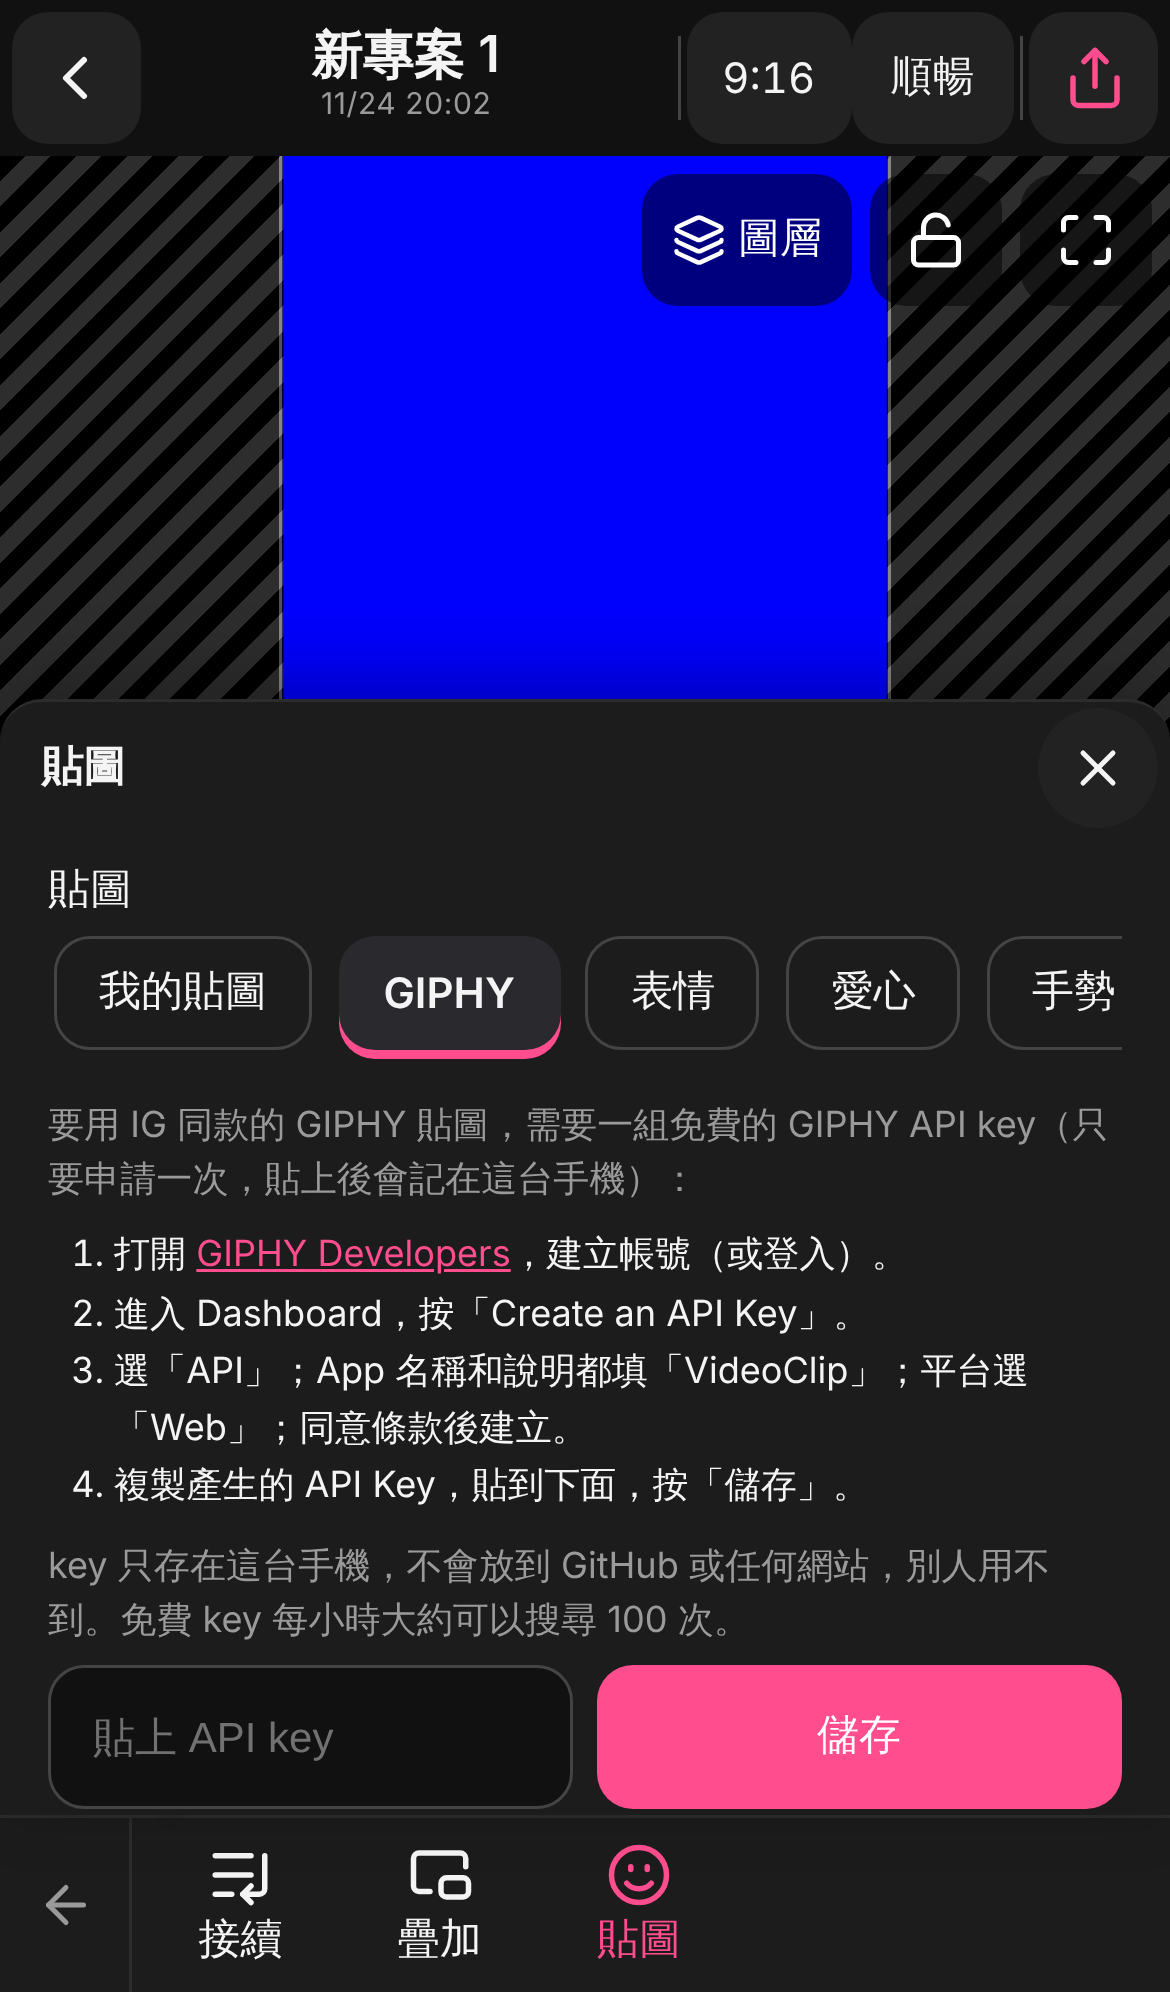 新專案 1
11/24 20:02
9:16
順暢
圖層
貼圖
貼圖
我的貼圖
GIPHY
表情
愛心
手勢
要用 IG 同款的 GIPHY 貼圖，需要一組免費的 GIPHY API key（只
要申請一次，貼上後會記在這台手機）：
1. 打開 GIPHY Developers，建立帳號（或登入）。
2. 進入 Dashboard，按「Create an API Key」。
3. 選「API」；App 名稱和說明都填「VideoClip」；平台選
「Web」；同意條款後建立。
4. 複製產生的 API Key，貼到下面，按「儲存」。
key 只存在這台手機，不會放到 GitHub 或任何網站，別人用不
到。免費 key 每小時大約可以搜尋 100 次。
貼上 API key
儲存
接續
疊加
貼圖